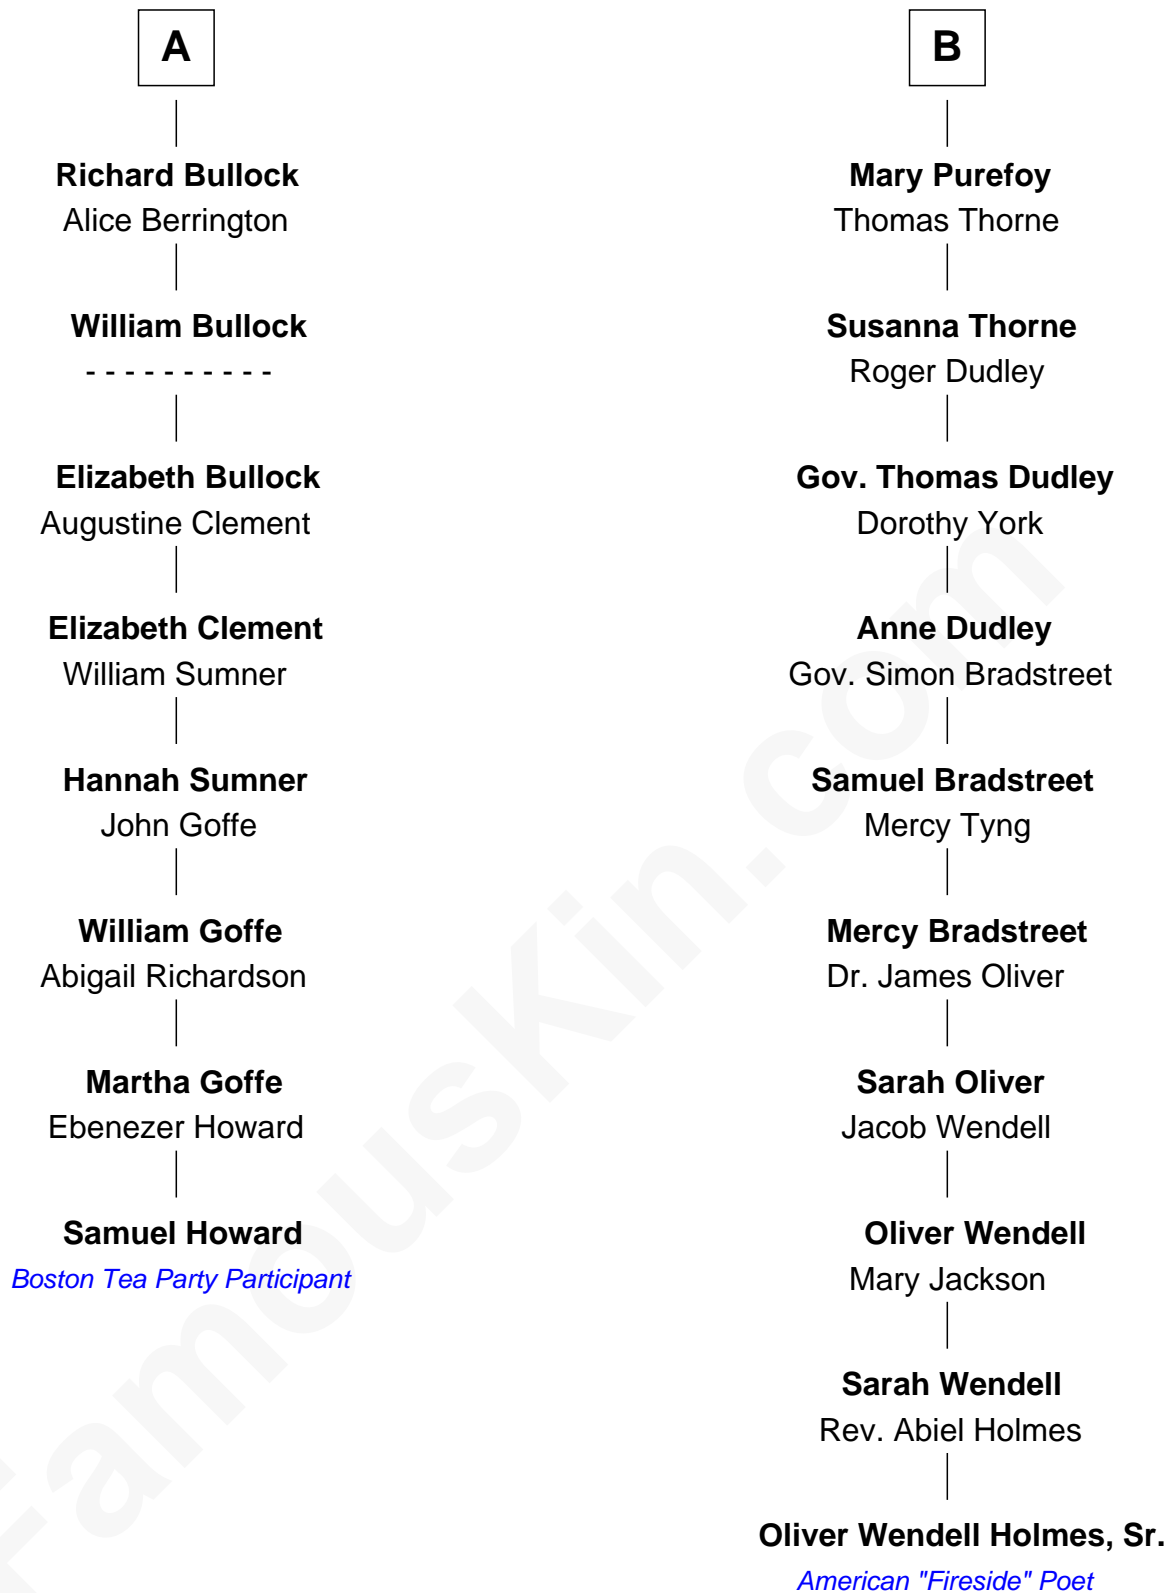 A
Richard Bullock
Alice Berrington
William Bullock
- - - - - - - - - -
Elizabeth Bullock
Augustine Clement
Elizabeth Clement
William Sumner
Hannah Sumner
John Goffe
William Goffe
Abigail Richardson
Martha Goffe
Ebenezer Howard
Samuel Howard
Boston Tea Party Participant
B
Mary Purefoy
Thomas Thorne
Susanna Thorne
Roger Dudley
Gov. Thomas Dudley
Dorothy York
Anne Dudley
Gov. Simon Bradstreet
Samuel Bradstreet
Mercy Tyng
Mercy Bradstreet
Dr. James Oliver
Sarah Oliver
Jacob Wendell
Oliver Wendell
Mary Jackson
Sarah Wendell
Rev. Abiel Holmes
Oliver Wendell Holmes, Sr.
American "Fireside" Poet
FamousKin.com